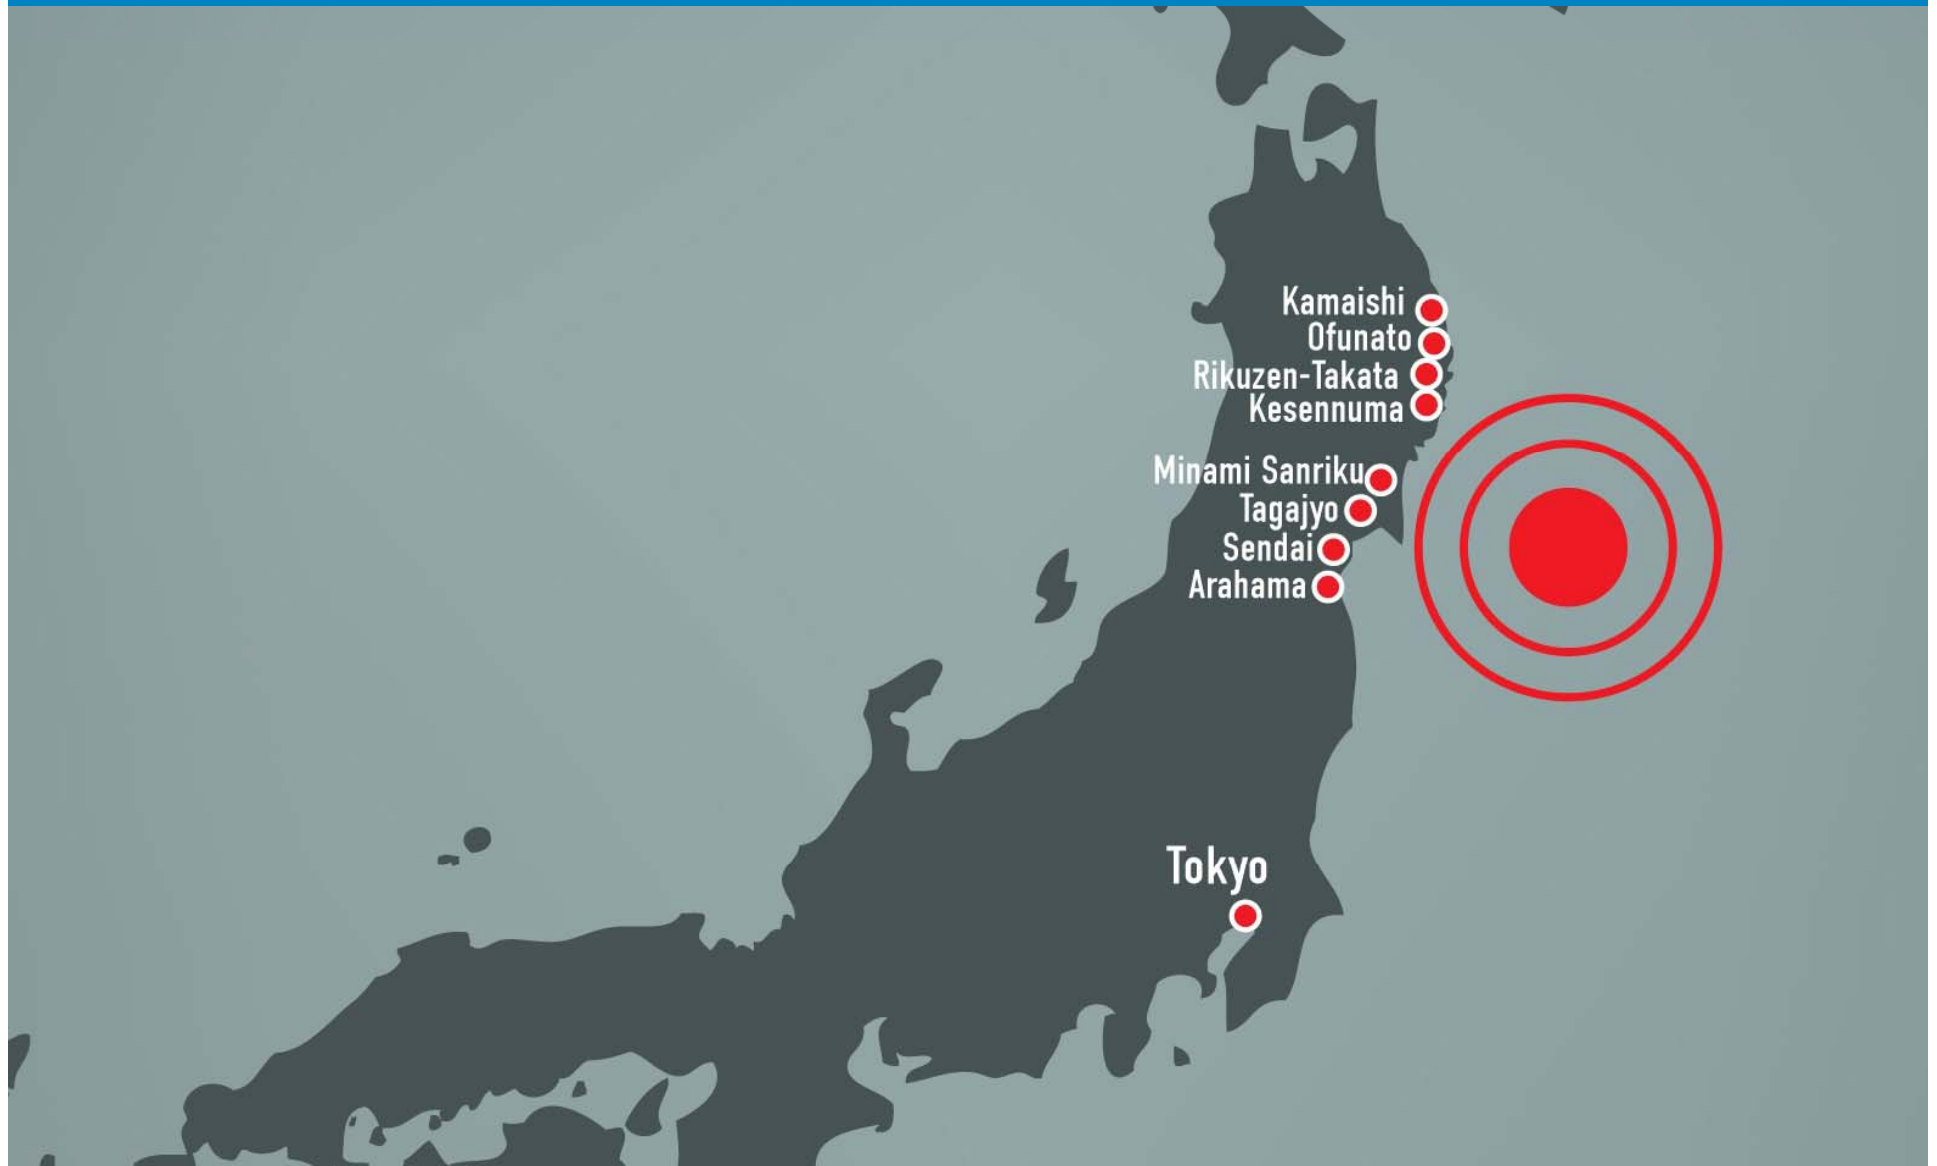 Kamaishi
Ofunato
Rikuzen-Takata
Kesennuma
Minami Sanriku
Tagajyo
Sendai
Arahama
Tokyo